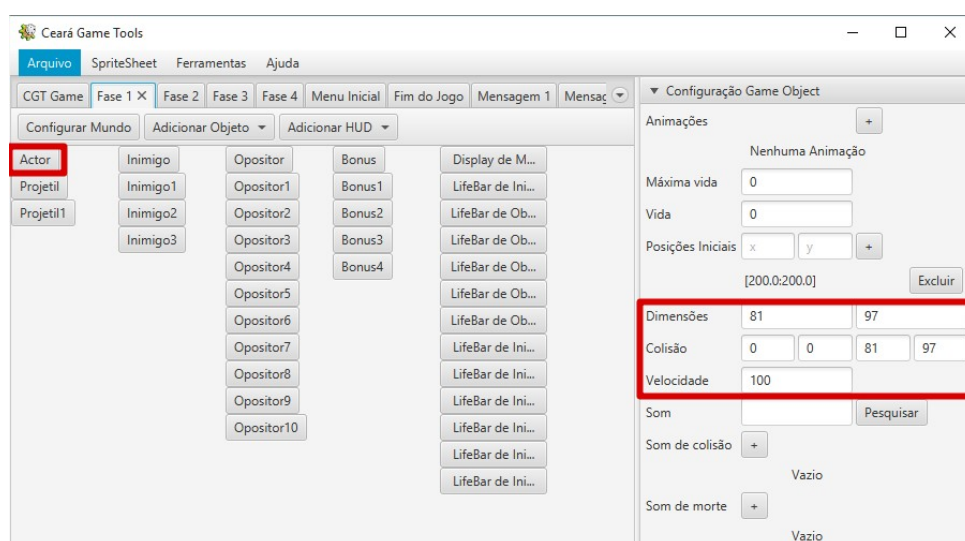 Ceará Game Tools
Arquivo SpriteSheet Ferramentas Ajuda
CGT Game Fase 1 X Fase 2 Fase 3 Fase 4 Menu Inicial Fim do Jogo Mensagem 1 Mensag
Configurar Mundo Adicionar Objeto Adicionar HUD
Actor Inimigo Opositor Bonus Display de M...
Projetil Inimigo1 Opositor1 Bonus1 LifeBar de Ini...
Projetil1 Inimigo2 Opositor2 Bonus2 LifeBar de Ob...
Inimigo3 Opositor3 Bonus3 LifeBar de Ob...
Opositor4 Bonus4 LifeBar de Ob...
Opositor5 LifeBar de Ob...
Opositor6 LifeBar de Ob...
Opositor7 LifeBar de Ini...
Opositor8 LifeBar de Ini...
Opositor9 LifeBar de Ini...
Opositor10 LifeBar de Ini...
LifeBar de Ini...
LifeBar de Ini...
Configuração Game Object
Animações +
Nenhuma Animação
Máxima vida 0
Vida 0
Posições Iniciais x y +
[200.0:200.0] Excluir
Dimensões 81 97
Colisão 0 0 81 97
Velocidade 100
Som Pesquisar
Som de colisão +
Vazio
Som de morte +
Vazio